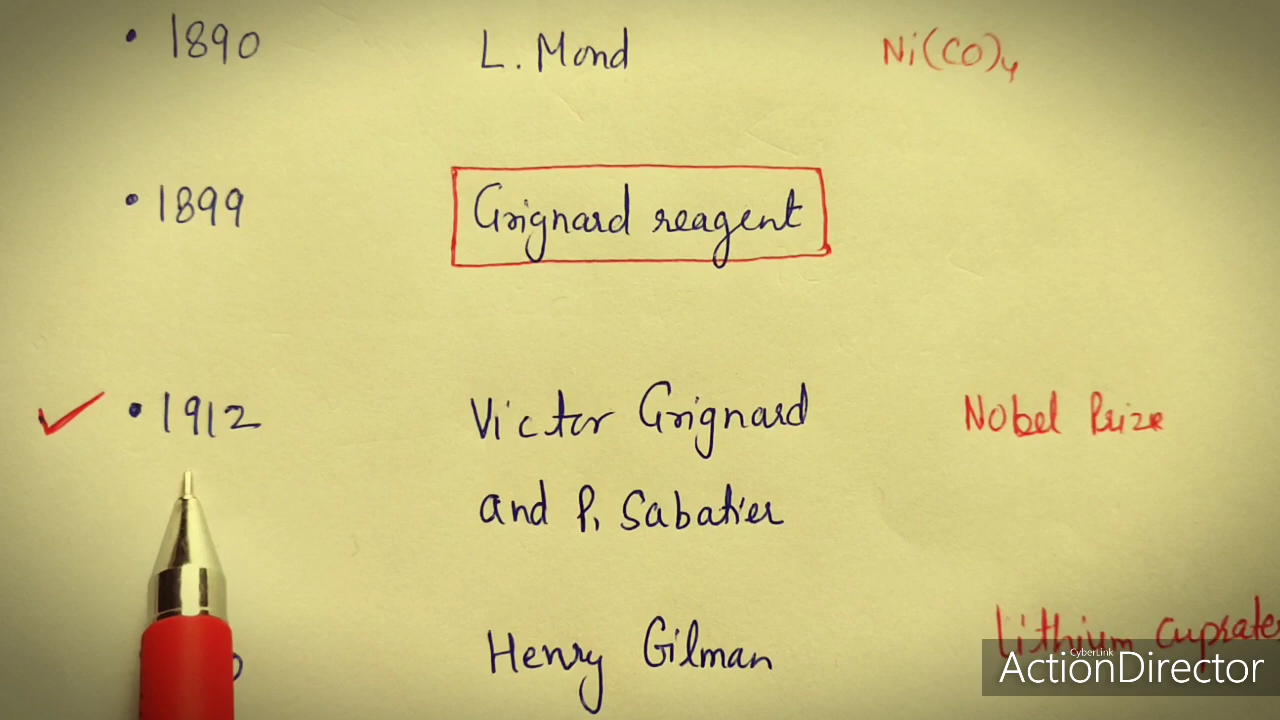 • 1890 L. Mond Ni(CO)4
• 1899 Grignard reagent
• 1912 Victor Grignard Nobel Prize
and P. Sabatier
Henry Gilman Lithium Cuprate
CyberLink
ActionDirector